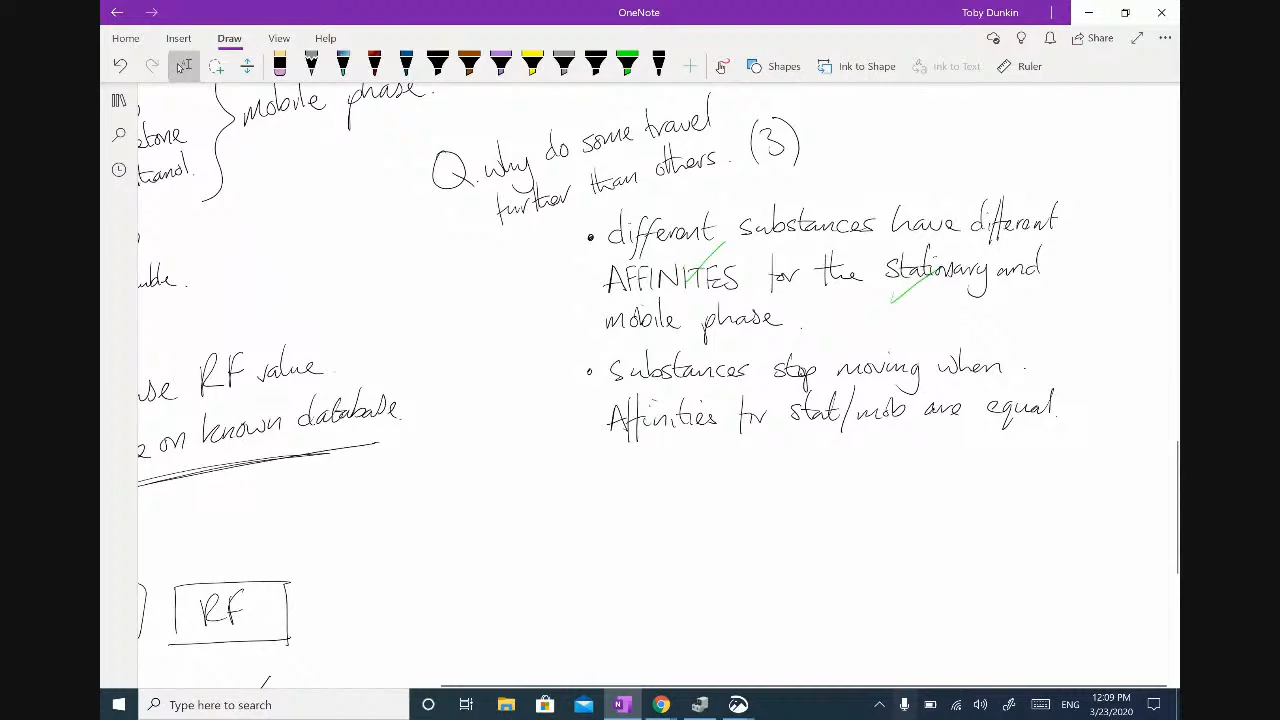 OneNote
Toby Dunkin
Home
Insert
Draw
View
Help
Share
Shapes
Ink to Shape
Ink to Text
Ruler
mobile phase.
Q. why do some travel
further than others. (3)
• different substances have different
AFFINITES for the stationary and
mobile phase.
• substances stop moving when
Affinities for stat/mob are equal.
RF value
on known database.
RF
Type here to search
ENG
12:09 PM
3/23/2020